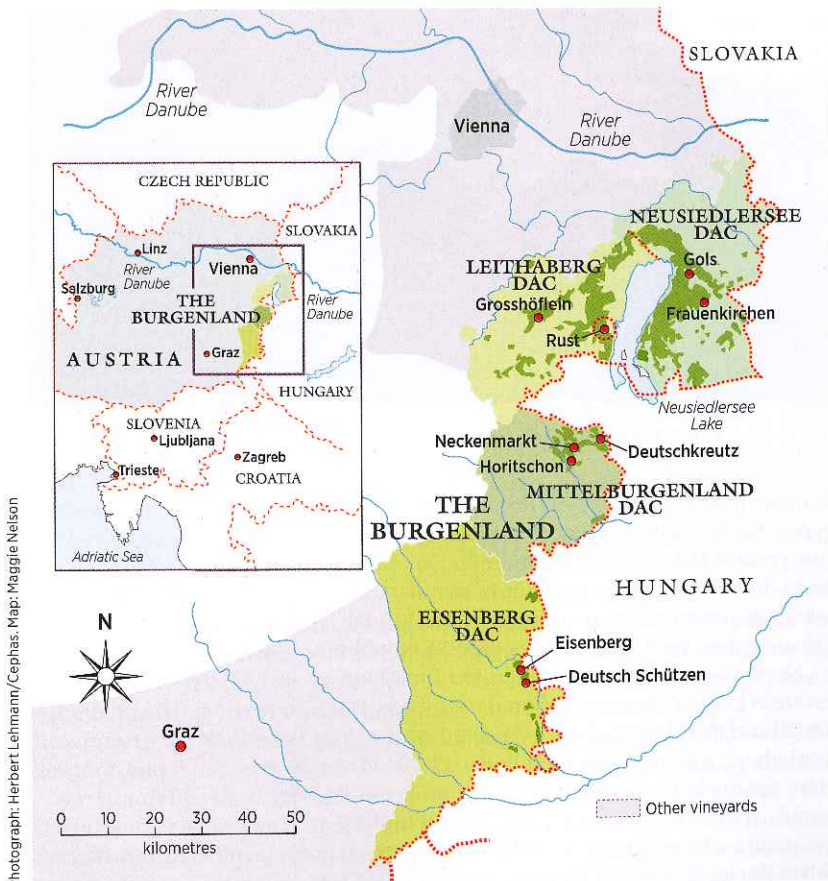 SLOVAKIA
River
Danube
Vienna
River
Danube
CZECH REPUBLIC
SLOVAKIA
Linz
River
Danube
Vienna
Salzburg
THE
BURGENLAND
River
Danube
AUSTRIA
Graz
HUNGARY
SLOVENIA
Ljubljana
Zagreb
Trieste
CROATIA
Adriatic Sea
NEUSIEDLERSEE
DAC
Gols
LEITHABERG
DAC
Grosshöflein
Frauenkirchen
Rust
Neusiedlersee
Lake
Neckenmarkt
Deutschkreutz
Horitschon
MITTELBURGENLAND
DAC
THE
BURGENLAND
HUNGARY
EISENBERG
DAC
Eisenberg
Deutsch Schützen
N
Graz
Other vineyards
0 10 20 30 40 50
kilometres
hotograph: Herbert Lehmann/Cephas. Map: Maggie Nelson